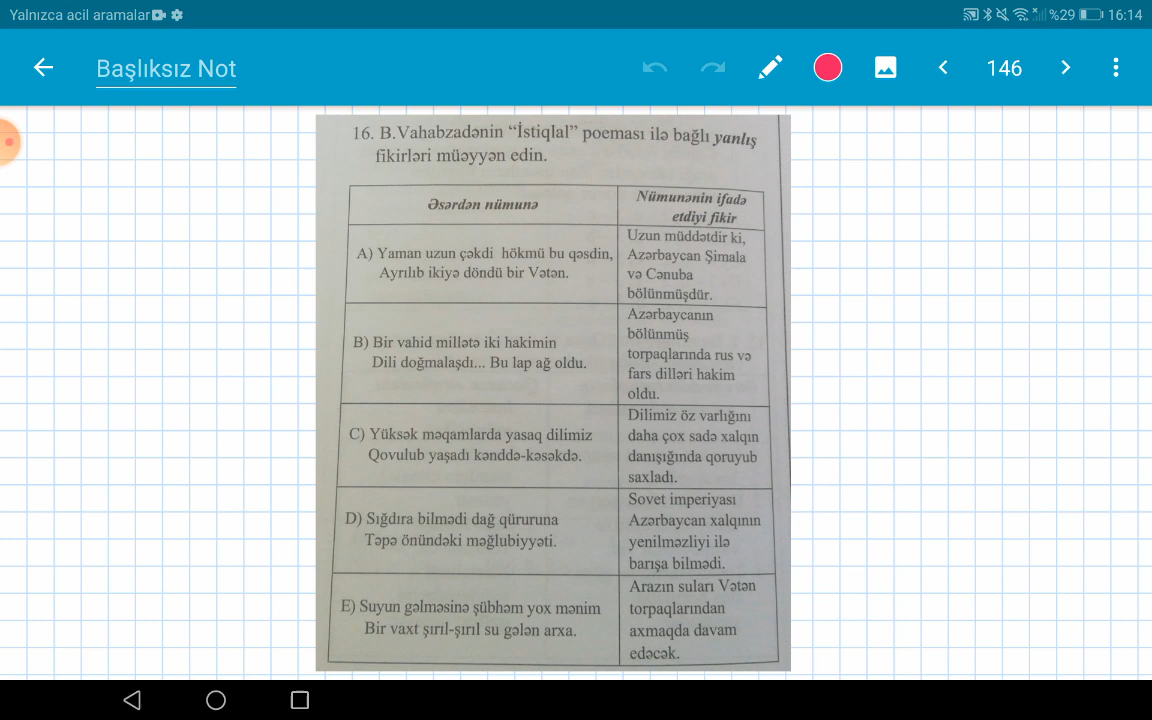 Yalnızca acil aramalar
%29
16:14
Başlıksız Not
146
16. B.Vahabzadənin “İstiqlal” poeması ilə bağlı yanlış
fikirləri müəyyən edin.
Əsərdən nümunə
Nümunənin ifadə
etdiyi fikir
A) Yaman uzun çəkdi hökmü bu qəsdin,
Ayrılıb ikiyə döndü bir Vətən.
Uzun müddətdir ki,
Azərbaycan Şimala
və Cənuba
bölünmüşdür.
B) Bir vahid millətə iki hakimin
Dili doğmalaşdı... Bu lap ağ oldu.
Azərbaycanın
bölünmüş
torpaqlarında rus və
fars dilləri hakim
oldu.
C) Yüksək məqamlarda yasaq dilimiz
Qovulub yaşadı kənddə-kəsəkdə.
Dilimiz öz varlığını
daha çox sadə xalqın
danışığında qoruyub
saxladı.
D) Sığdıra bilmədi dağ qüruruna
Təpə önündəki məğlubiyyəti.
Sovet imperiyası
Azərbaycan xalqının
yenilməzliyi ilə
barışa bilmədi.
E) Suyun gəlməsinə şübhəm yox mənim
Bir vaxt şırıl-şırıl su gələn arxa.
Arazın suları Vətən
torpaqlarından
axmaqda davam
edəcək.